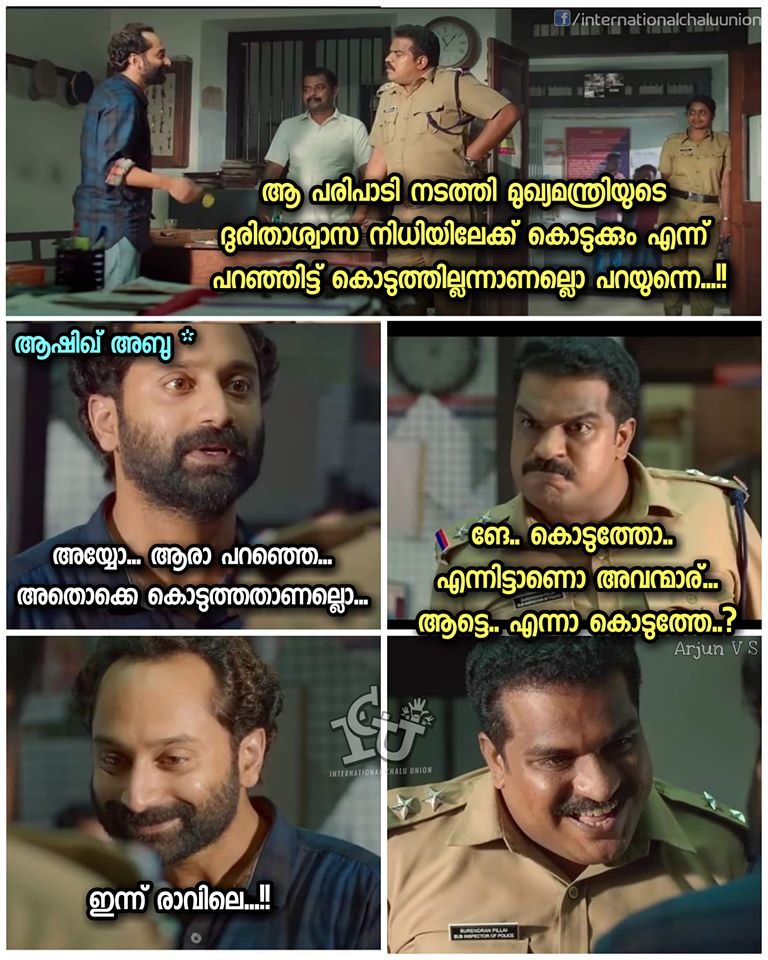 f/internationalchaluunion
ആ പരിപാടി നടത്തി മുഖ്യമന്ത്രിയുടെ
ദുരിതാശ്വാസ നിധിയിലേക്ക് കൊടുക്കും എന്ന്
പറഞ്ഞിട്ട് കൊടുത്തില്ലന്നാണല്ലൊ പറയുന്നെ...!!
ആഷിഖ് അബു *
അയ്യോ... ആരാ പറഞ്ഞെ...
അതൊക്കെ കൊടുത്തതാണല്ലൊ...
ങേ.. കൊടുത്തോ..
എന്നിട്ടാണൊ അവന്മാര്...
ആട്ടെ.. എന്നാ കൊടുത്തേ..?
Arjun V S
ICU
INTERNATIONAL CHALU UNION
ഇന്ന് രാവിലെ...!!
SURENDRAN PILLAI
SUB INSPECTOR OF POLICE